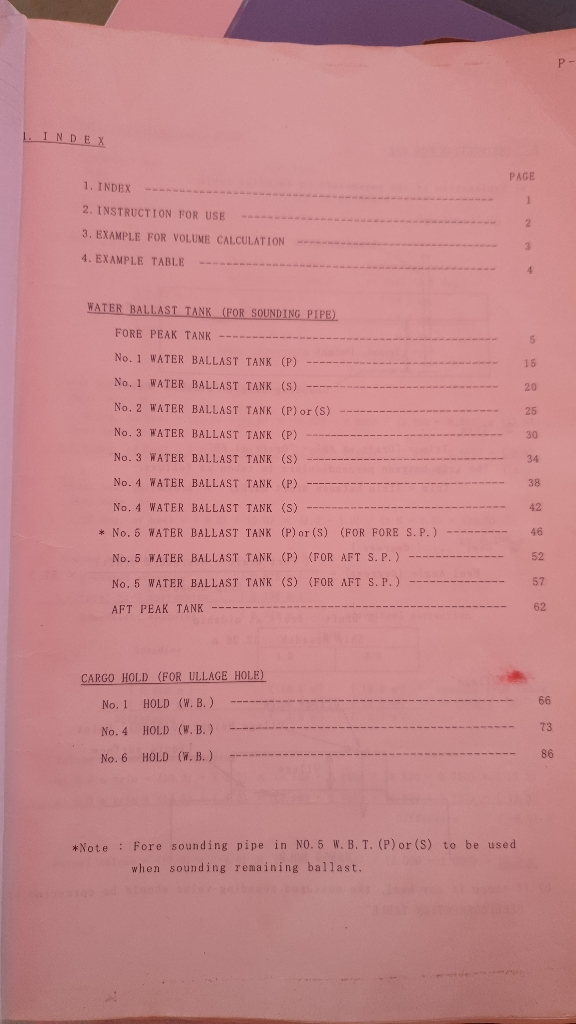 P-
1. INDEX
PAGE
1. INDEX ------------------------------------------------ 1
2. INSTRUCTION FOR USE ----------------------------------- 2
3. EXAMPLE FOR VOLUME CALCULATION --------------------------- 3
4. EXAMPLE TABLE ---------------------------------------- 4
WATER BALLAST TANK (FOR SOUNDING PIPE)
FORE PEAK TANK -------------------------------------- 5
No.1 WATER BALLAST TANK (P) -------------------------- 15
No.1 WATER BALLAST TANK (S) -------------------------- 20
No.2 WATER BALLAST TANK (P)or(S) --------------------- 25
No.3 WATER BALLAST TANK (P) -------------------------- 30
No.3 WATER BALLAST TANK (S) -------------------------- 34
No.4 WATER BALLAST TANK (P) -------------------------- 38
No.4 WATER BALLAST TANK (S) -------------------------- 42
* No.5 WATER BALLAST TANK (P)or(S) (FOR FORE S.P.) --------- 46
No.5 WATER BALLAST TANK (P) (FOR AFT S.P.) ------------- 52
No.5 WATER BALLAST TANK (S) (FOR AFT S.P.) ------------- 57
AFT PEAK TANK ---------------------------------------- 62
CARGO HOLD (FOR ULLAGE HOLE)
No.1 HOLD (W.B.) ------------------------------------- 66
No.4 HOLD (W.B.) ------------------------------------- 73
No.6 HOLD (W.B.) ------------------------------------- 86
*Note : Fore sounding pipe in NO.5 W.B.T.(P)or(S) to be used
when sounding remaining ballast.